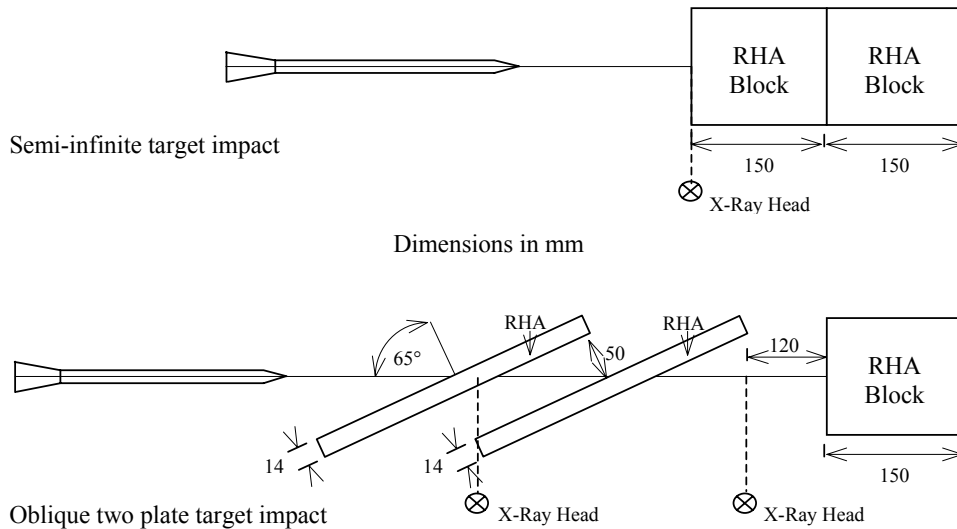 RHA
Block
RHA
Block
Semi-infinite target impact
150
150
X-Ray Head
Dimensions in mm
65°
RHA
50
RHA
120
RHA
Block
14
14
150
X-Ray Head
X-Ray Head
Oblique two plate target impact